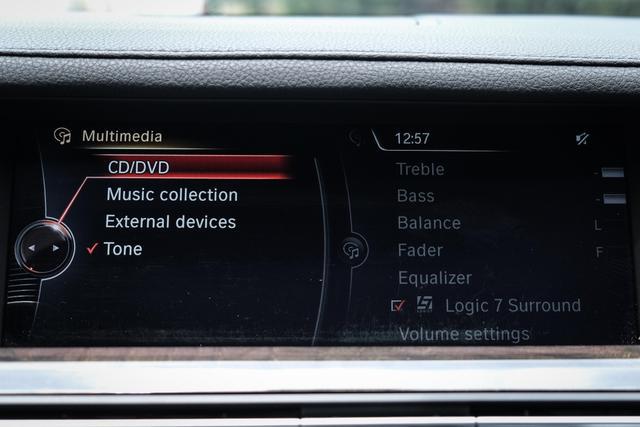 Multimedia
CD/DVD
Music collection
External devices
Tone
12:57
Treble
Bass
Balance L
Fader F
Equalizer
Logic 7 Surround
Volume settings